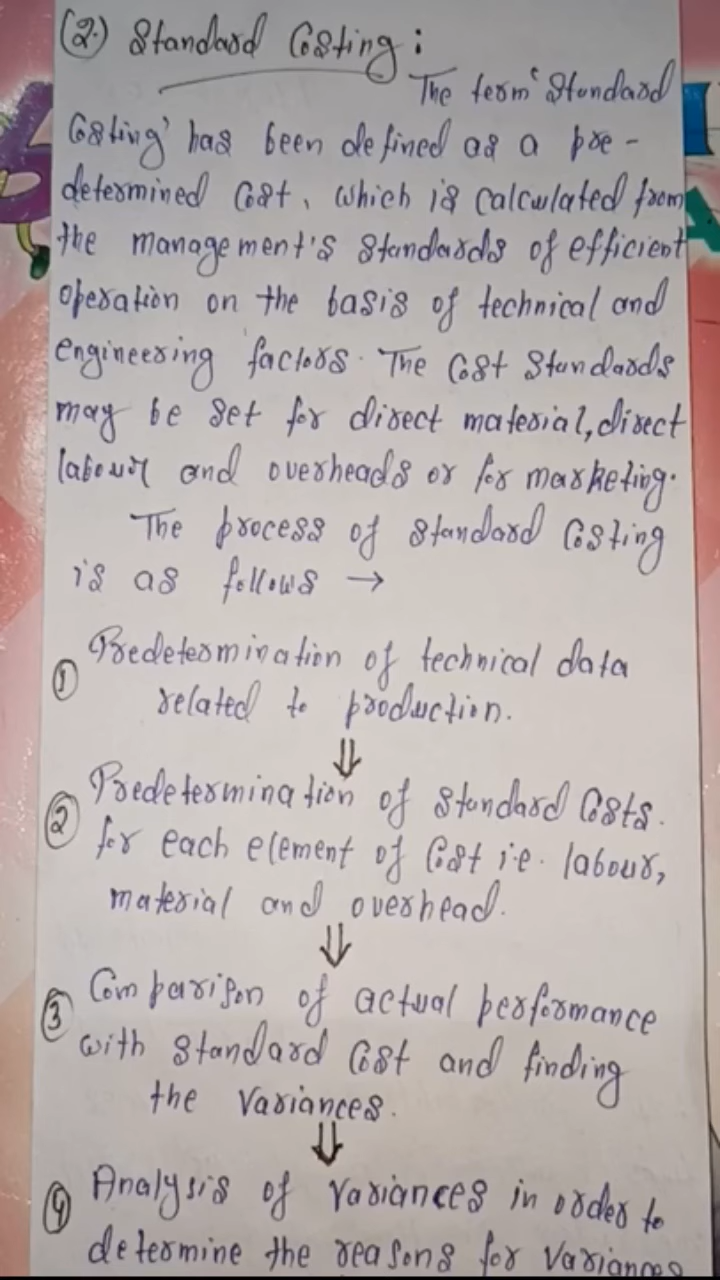 (2.) Standard Costing :
The term 'Standard
Costing' has been defined as a pre-
determined Cost, which is calculated from
the management's Standards of efficient
operation on the basis of technical and
engineering factors. The Cost Standards
may be set for direct material, direct
labour and overheads or for marketing.
The process of Standard Costing
is as follows →
① Predetermination of technical data
related to production.
⇓
② Predetermination of Standard Costs.
for each element of Cost i.e. labour,
material and overhead.
⇓
③ Comparison of actual performance
with Standard Cost and finding
the Variances.
⇓
④ Analysis of Variances in order to
determine the reasons for Variances